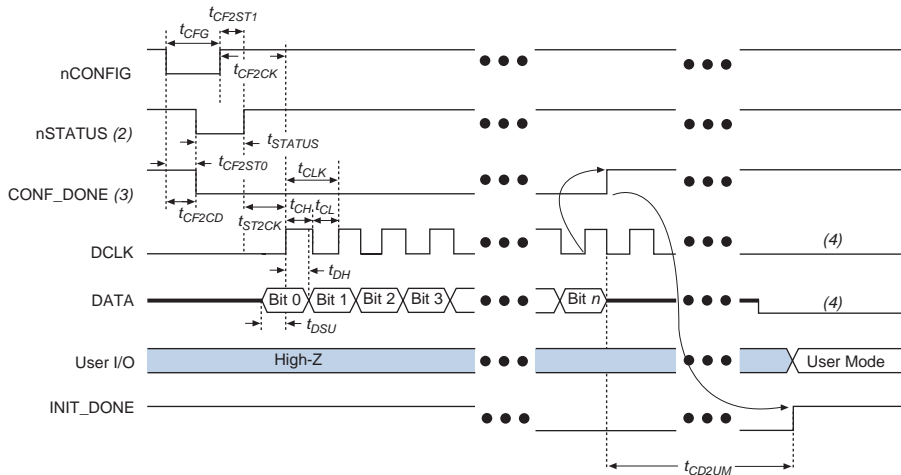 tCF2ST1
tCFG
nCONFIG
tCF2CK
nSTATUS (2)
tSTATUS
tCF2ST0
tCLK
CONF_DONE (3)
tCF2CD
tST2CK
tCH
tCL
DCLK
(4)
tDH
DATA
Bit 0
Bit 1
Bit 2
Bit 3
Bit n
(4)
tDSU
User I/O
High-Z
User Mode
INIT_DONE
tCD2UM